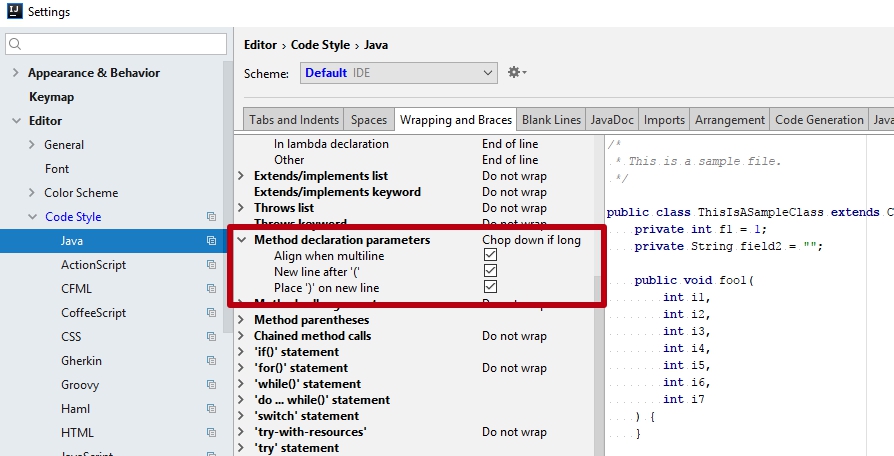 IJ Settings
Appearance & Behavior
Keymap
Editor
General
Font
Color Scheme
Code Style
Java
ActionScript
CFML
CoffeeScript
CSS
Gherkin
Groovy
Haml
HTML
JavaScript
Editor › Code Style › Java
Scheme: Default IDE
Tabs and Indents Spaces Wrapping and Braces Blank Lines JavaDoc Imports Arrangement Code Generation Java
In lambda declaration End of line
Other End of line
Extends/implements list Do not wrap
Extends/implements keyword Do not wrap
Throws list Do not wrap
Throws keyword Do not wrap
Method declaration parameters Chop down if long
Align when multiline
New line after '('
Place ')' on new line
Do not wrap
Method parentheses
Chained method calls Do not wrap
'if()' statement
'for()' statement Do not wrap
'while()' statement
'do ... while()' statement
'switch' statement
'try-with-resources' Do not wrap
'try' statement
/*
 * This is a sample file.
 */
public class ThisIsASampleClass extends C
private int f1 = 1;
private String field2 = "";
public void foo1(
int i1,
int i2,
int i3,
int i4,
int i5,
int i6,
int i7
) {
}